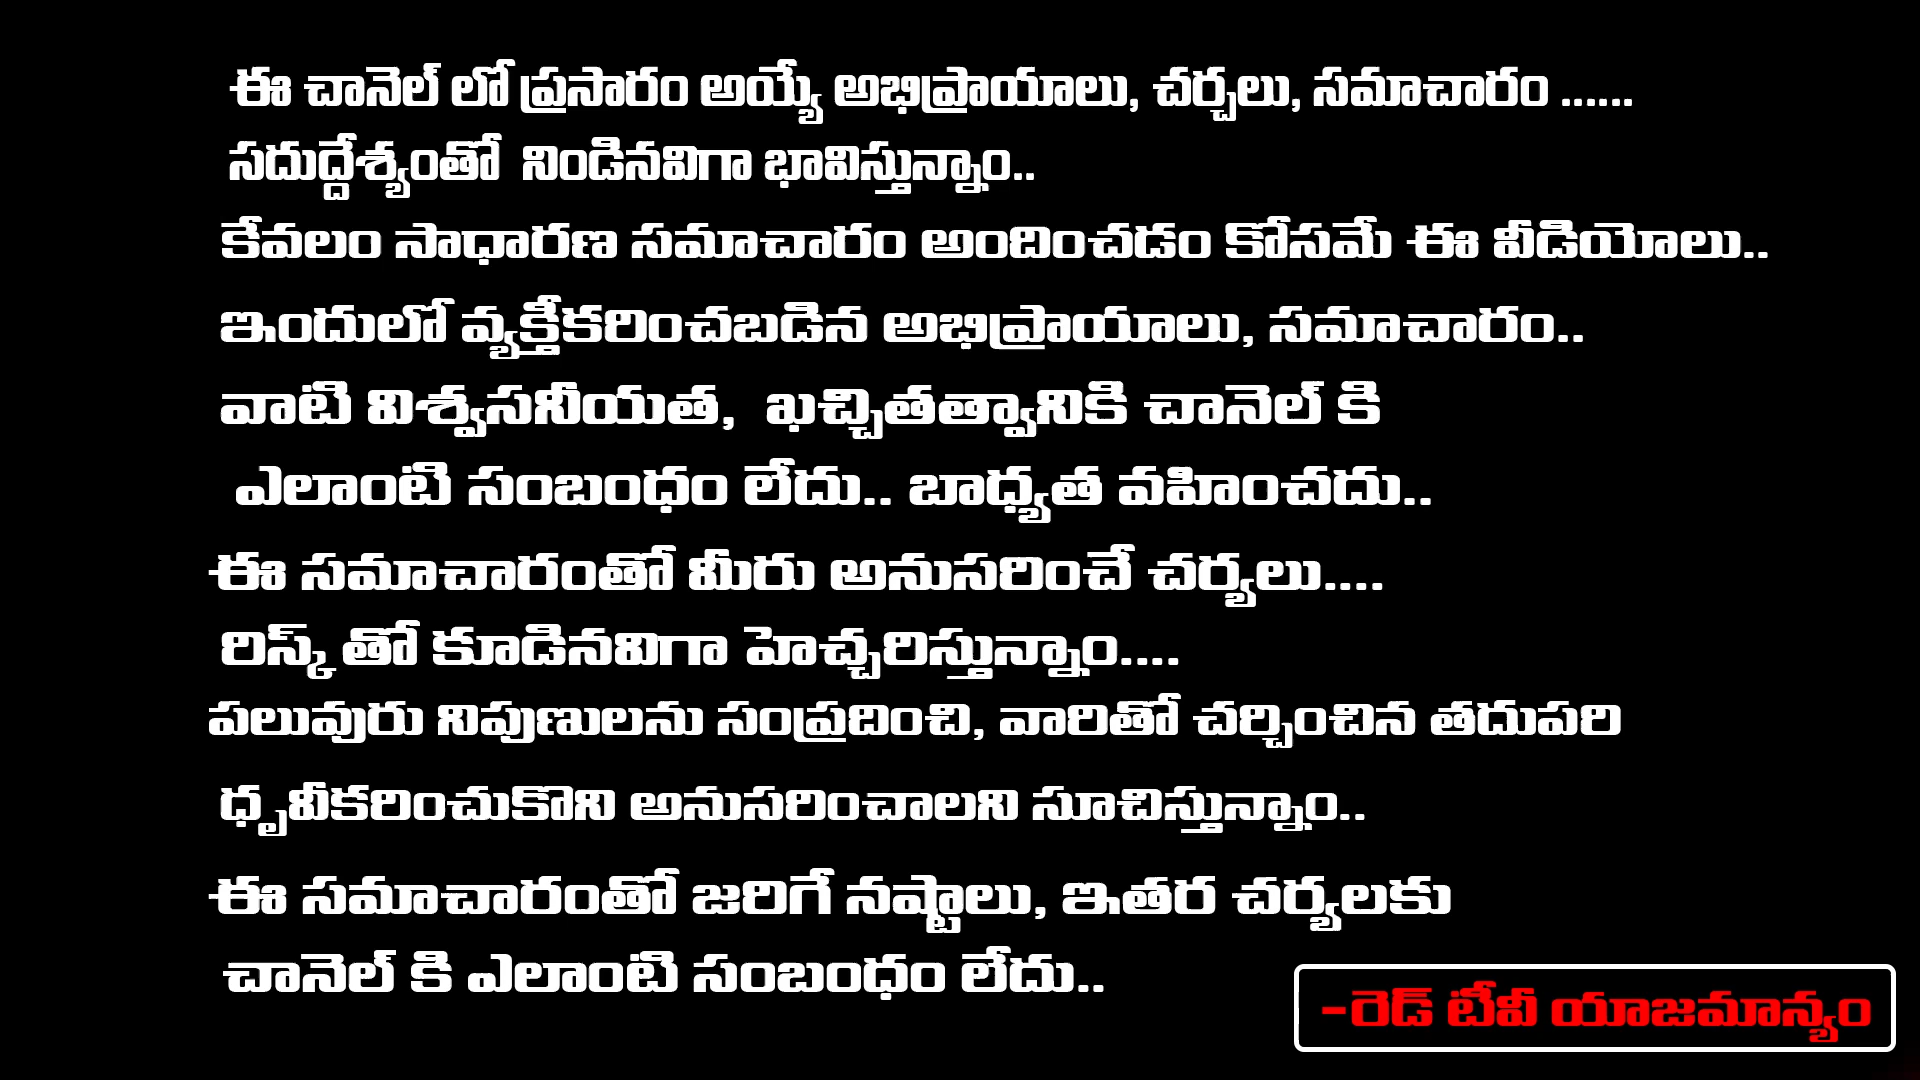 ఈ చానెల్ లో ప్రసారం అయ్యే అభిప్రాయాలు, చర్చలు, సమాచారం ......
సదుద్దేశ్యంతో నిండినవిగా భావిస్తున్నాం..
కేవలం సాధారణ సమాచారం అందించడం కోసమే ఈ వీడియోలు..
ఇందులో వ్యక్తీకరించబడిన అభిప్రాయాలు, సమాచారం..
వాటి విశ్వసనీయత, ఖచ్చితత్వానికి చానెల్ కి
ఎలాంటి సంబంధం లేదు.. బాధ్యత వహించదు..
ఈ సమాచారంతో మీరు అనుసరించే చర్యలు....
రిస్క్ తో కూడినవిగా హెచ్చరిస్తున్నాం....
పలువురు నిపుణులను సంప్రదించి, వారితో చర్చించిన తదుపరి
ధృవీకరించుకొని అనుసరించాలని సూచిస్తున్నాం..
ఈ సమాచారంతో జరిగే నష్టాలు, ఇతర చర్యలకు
చానెల్ కి ఎలాంటి సంబంధం లేదు..
-రెడ్ టీవీ యాజమాన్యం